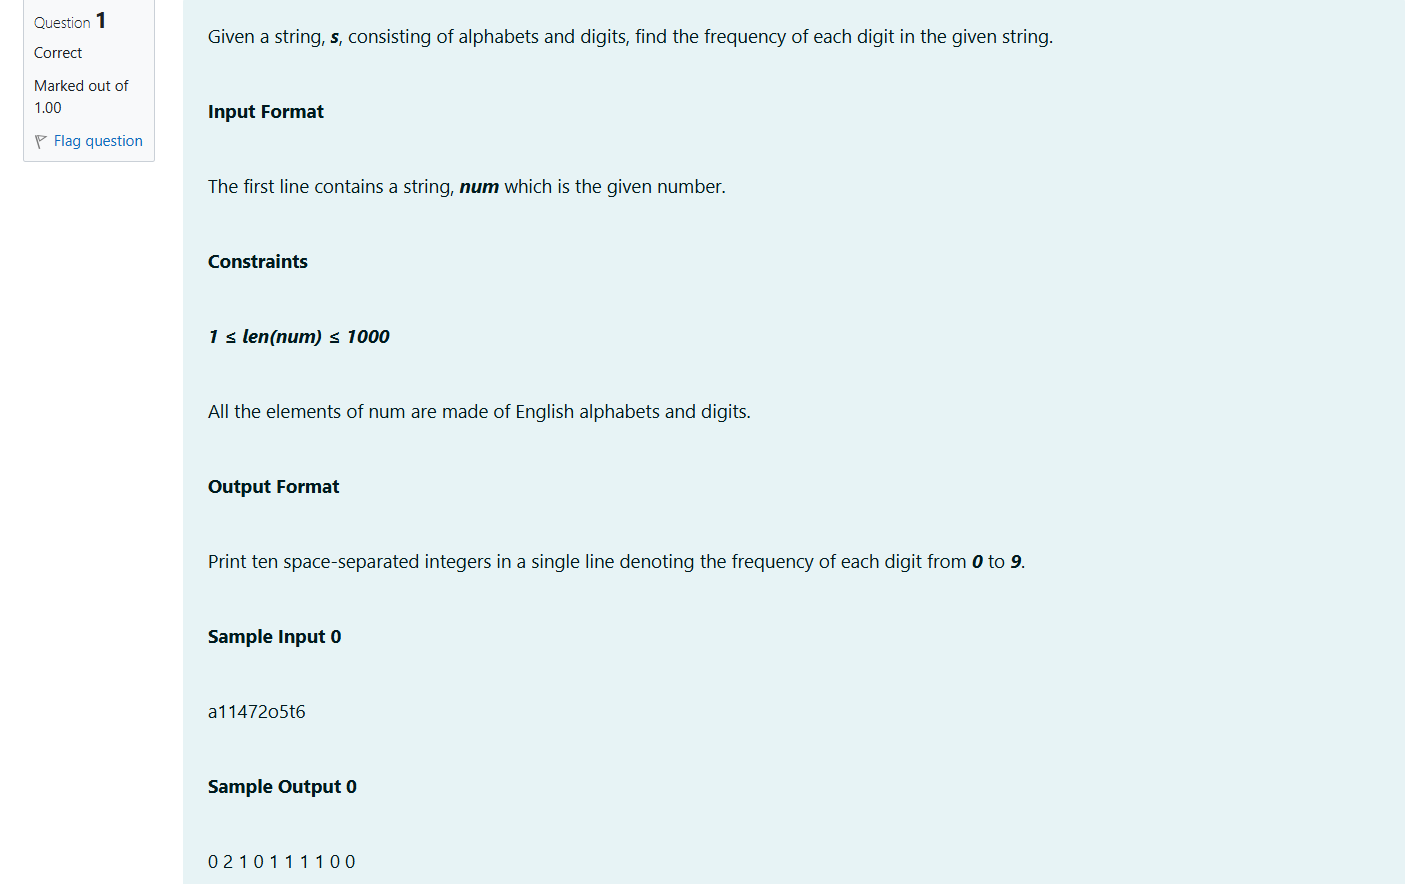 Question 1
Correct
Marked out of
1.00
Flag question
Given a string, s, consisting of alphabets and digits, find the frequency of each digit in the given string.
Input Format
The first line contains a string, num which is the given number.
Constraints
1 ≤ len(num) ≤ 1000
All the elements of num are made of English alphabets and digits.
Output Format
Print ten space-separated integers in a single line denoting the frequency of each digit from 0 to 9.
Sample Input 0
a11472o5t6
Sample Output 0
0 2 1 0 1 1 1 1 0 0